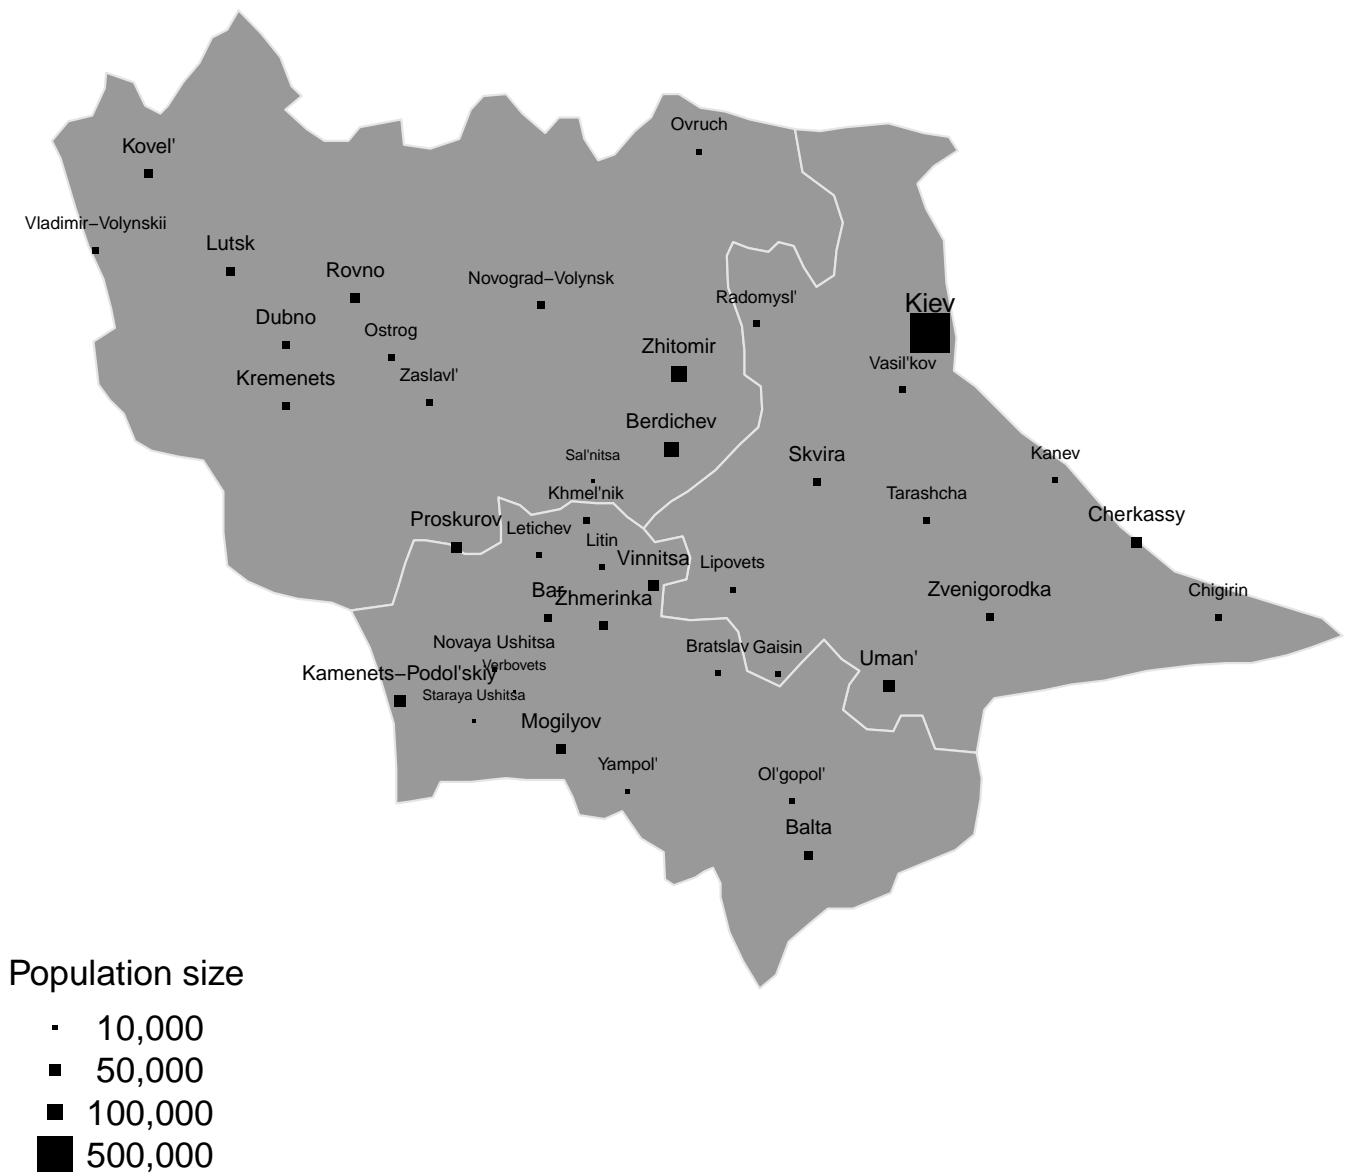 Ovruch
Kovel'
Vladimir−Volynskii
Lutsk
Rovno
Novograd−Volynsk
Radomysl'
Kiev
Dubno
Ostrog
Zhitomir
Vasil'kov
Kremenets
Zaslavl'
Berdichev
Sal'nitsa
Skvira
Kanev
Khmel'nik
Tarashcha
Cherkassy
Proskurov
Letichev
Litin
Vinnitsa
Lipovets
Bar
Zhmerinka
Zvenigorodka
Chigirin
Novaya Ushitsa
Bratslav
Gaisin
Verbovets
Uman'
Kamenets−Podol'skiy
Staraya Ushitsa
Mogilyov
Yampol'
Ol'gopol'
Balta
Population size
10,000
50,000
100,000
500,000